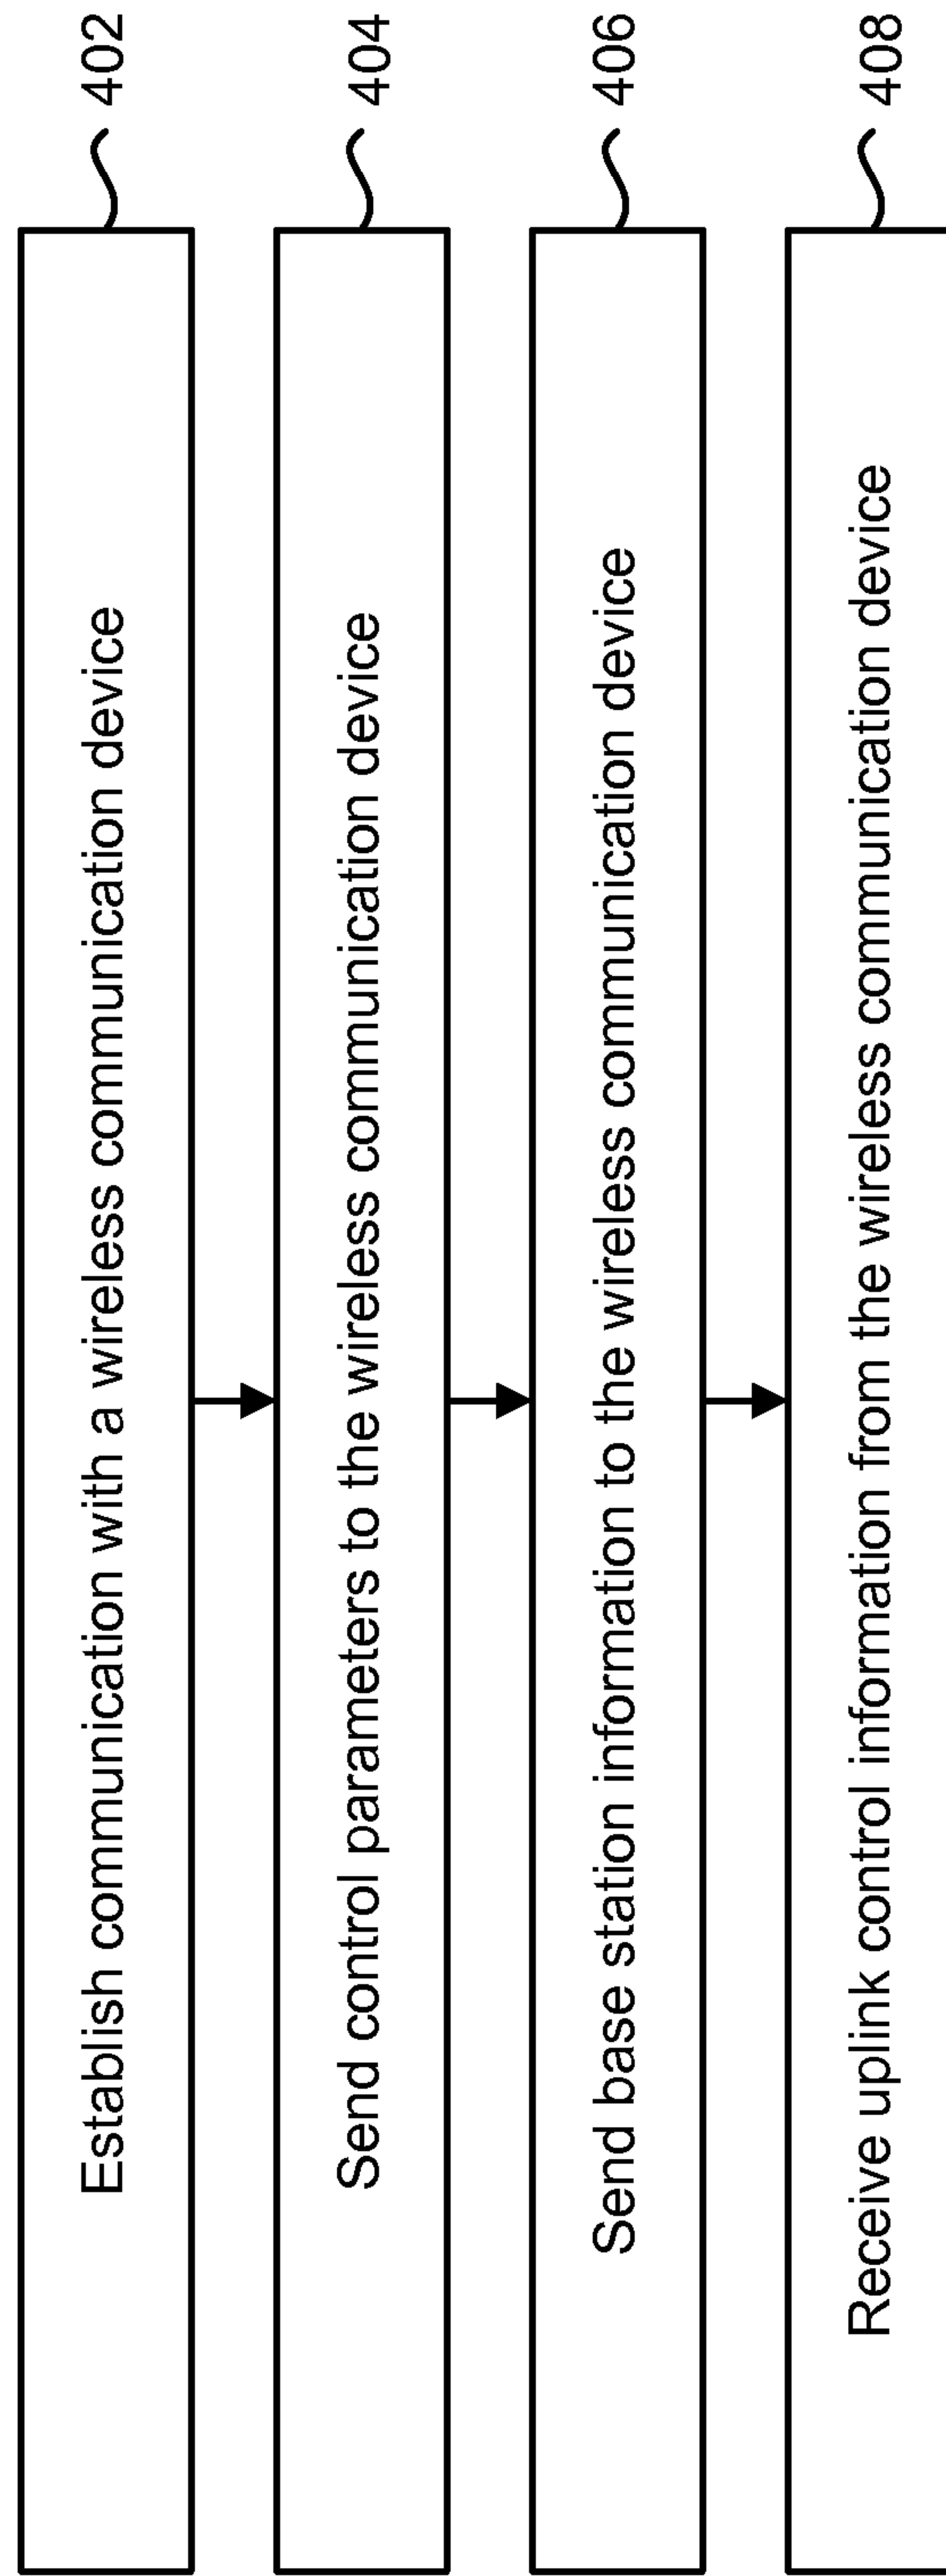 Establish communication with a wireless communication device
402
Send control parameters to the wireless communication device
404
Send base station information to the wireless communication device
406
Receive uplink control information from the wireless communication device
408